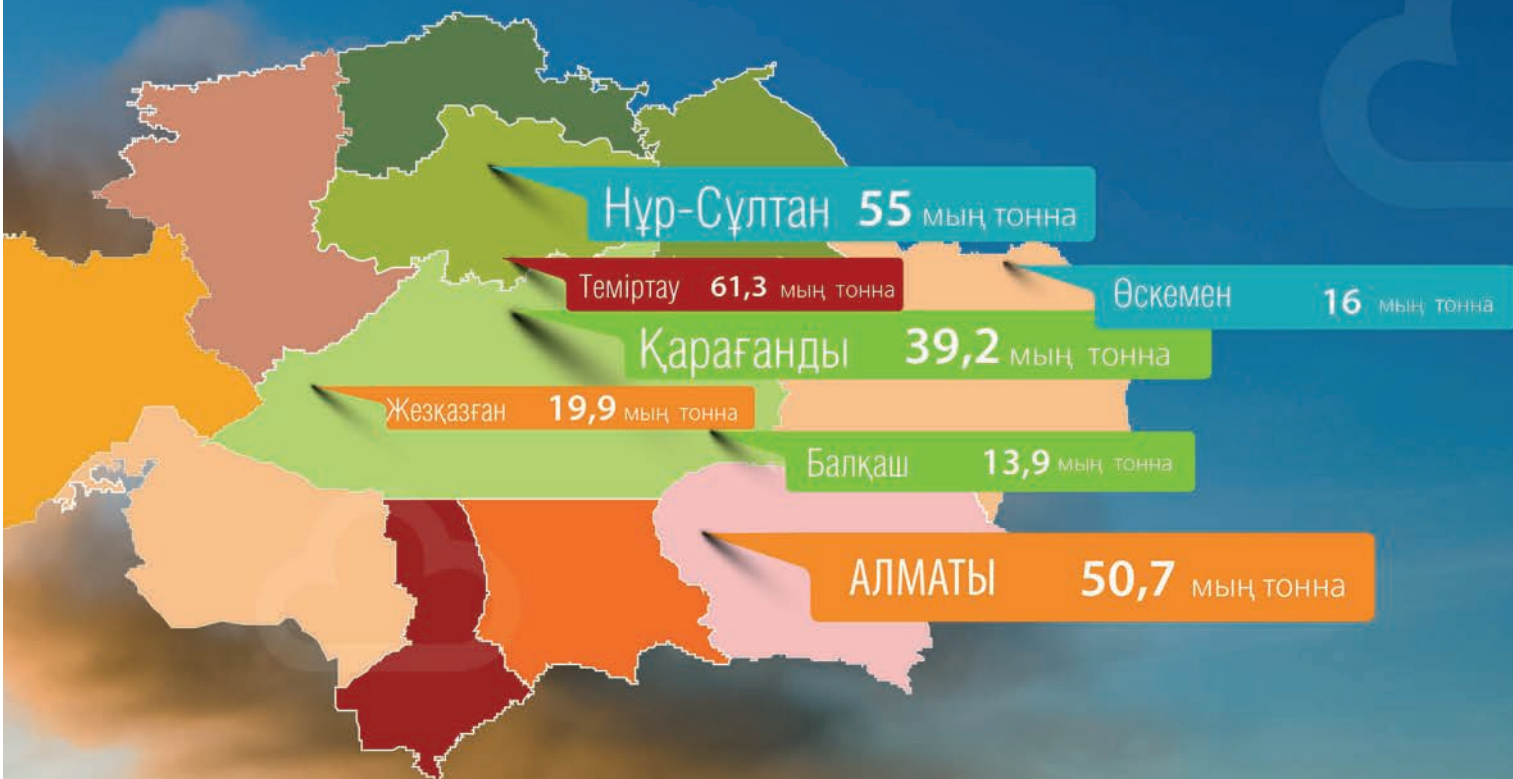 Нұр-Сұлтан 55 мың тонна
Теміртау 61,3 мың тонна
Өскемен 16 мың тонна
Қарағанды 39,2 мың тонна
Жезқазған 19,9 мың тонна
Балқаш 13,9 мың тонна
АЛМАТЫ 50,7 мың тонна